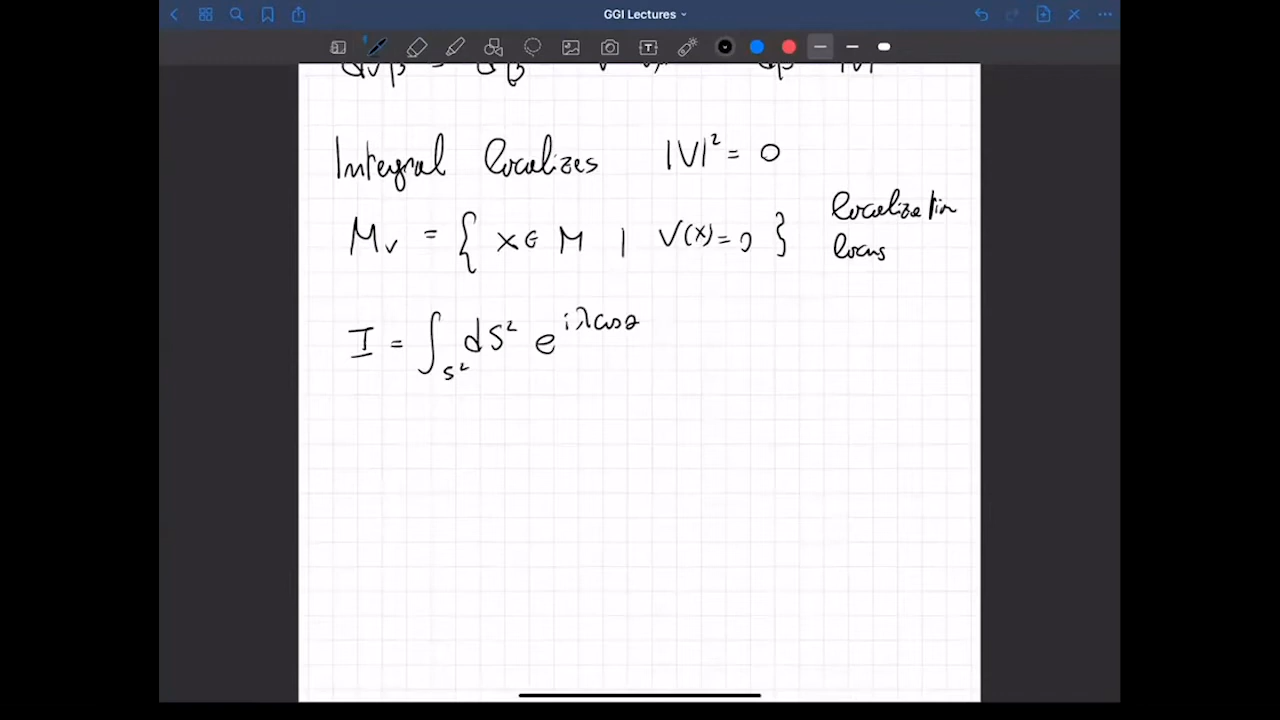 GGI Lectures
Integral localizes |V|² = 0
M_V = { x ∈ M | V(x) = 0 } localization locus
I = ∫_{S²} dS² e^{iλcosθ}